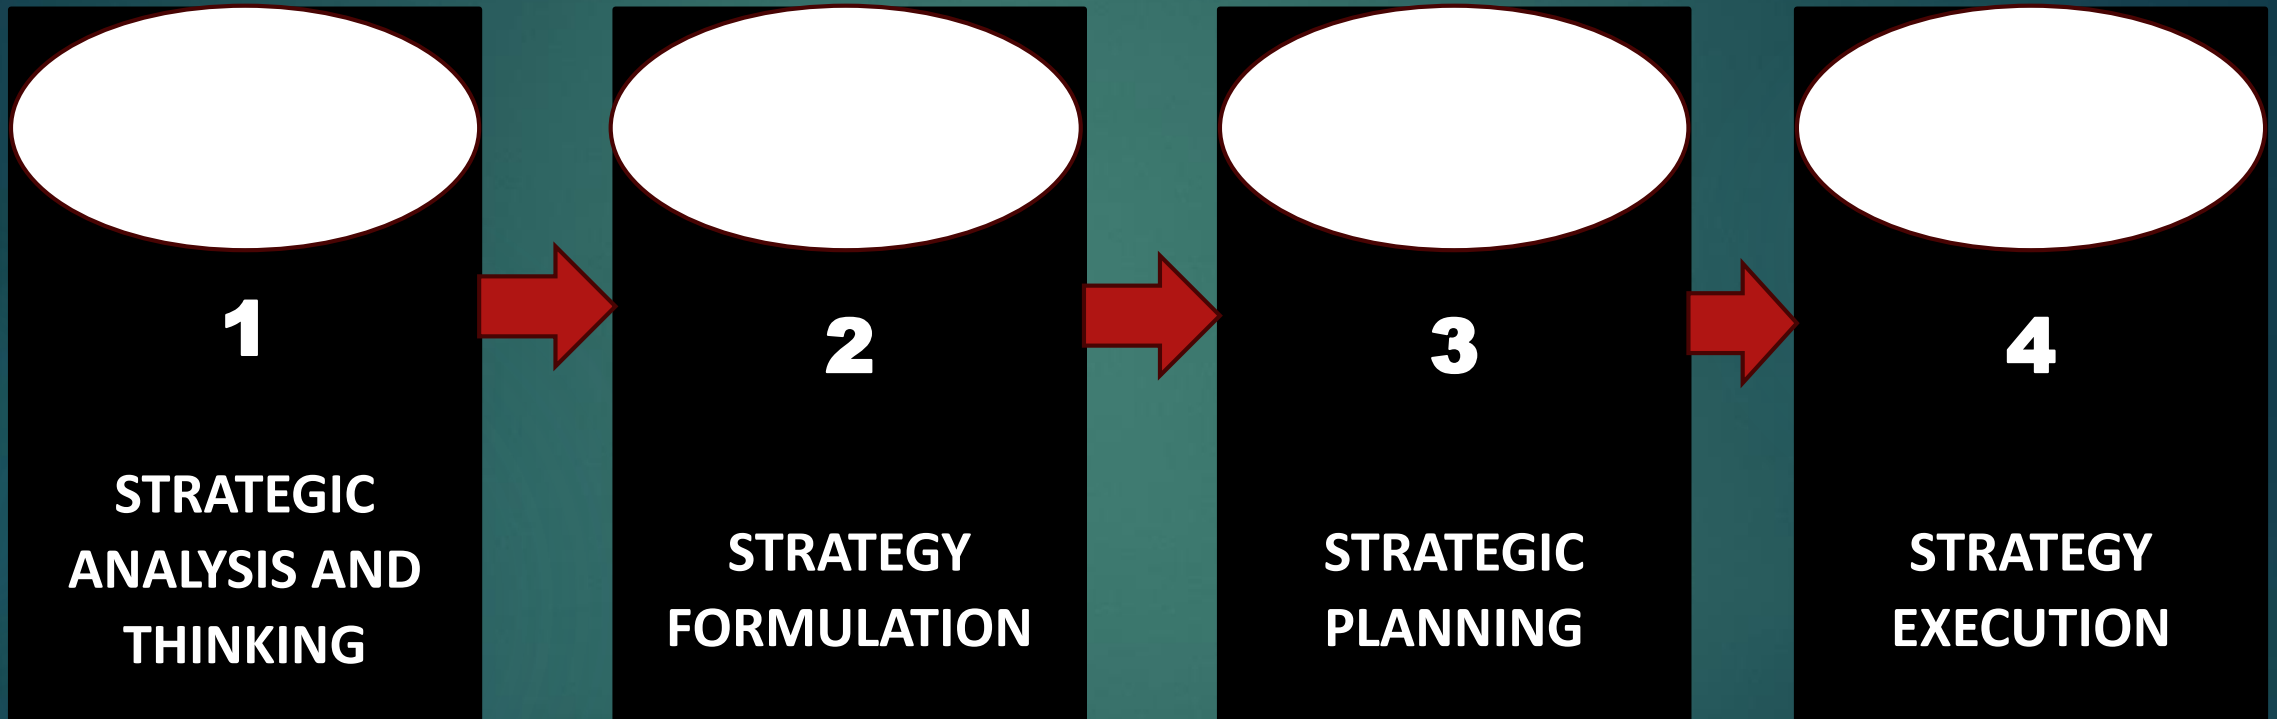 1
STRATEGIC
ANALYSIS AND
THINKING
2
STRATEGY
FORMULATION
3
STRATEGIC
PLANNING
4
STRATEGY
EXECUTION